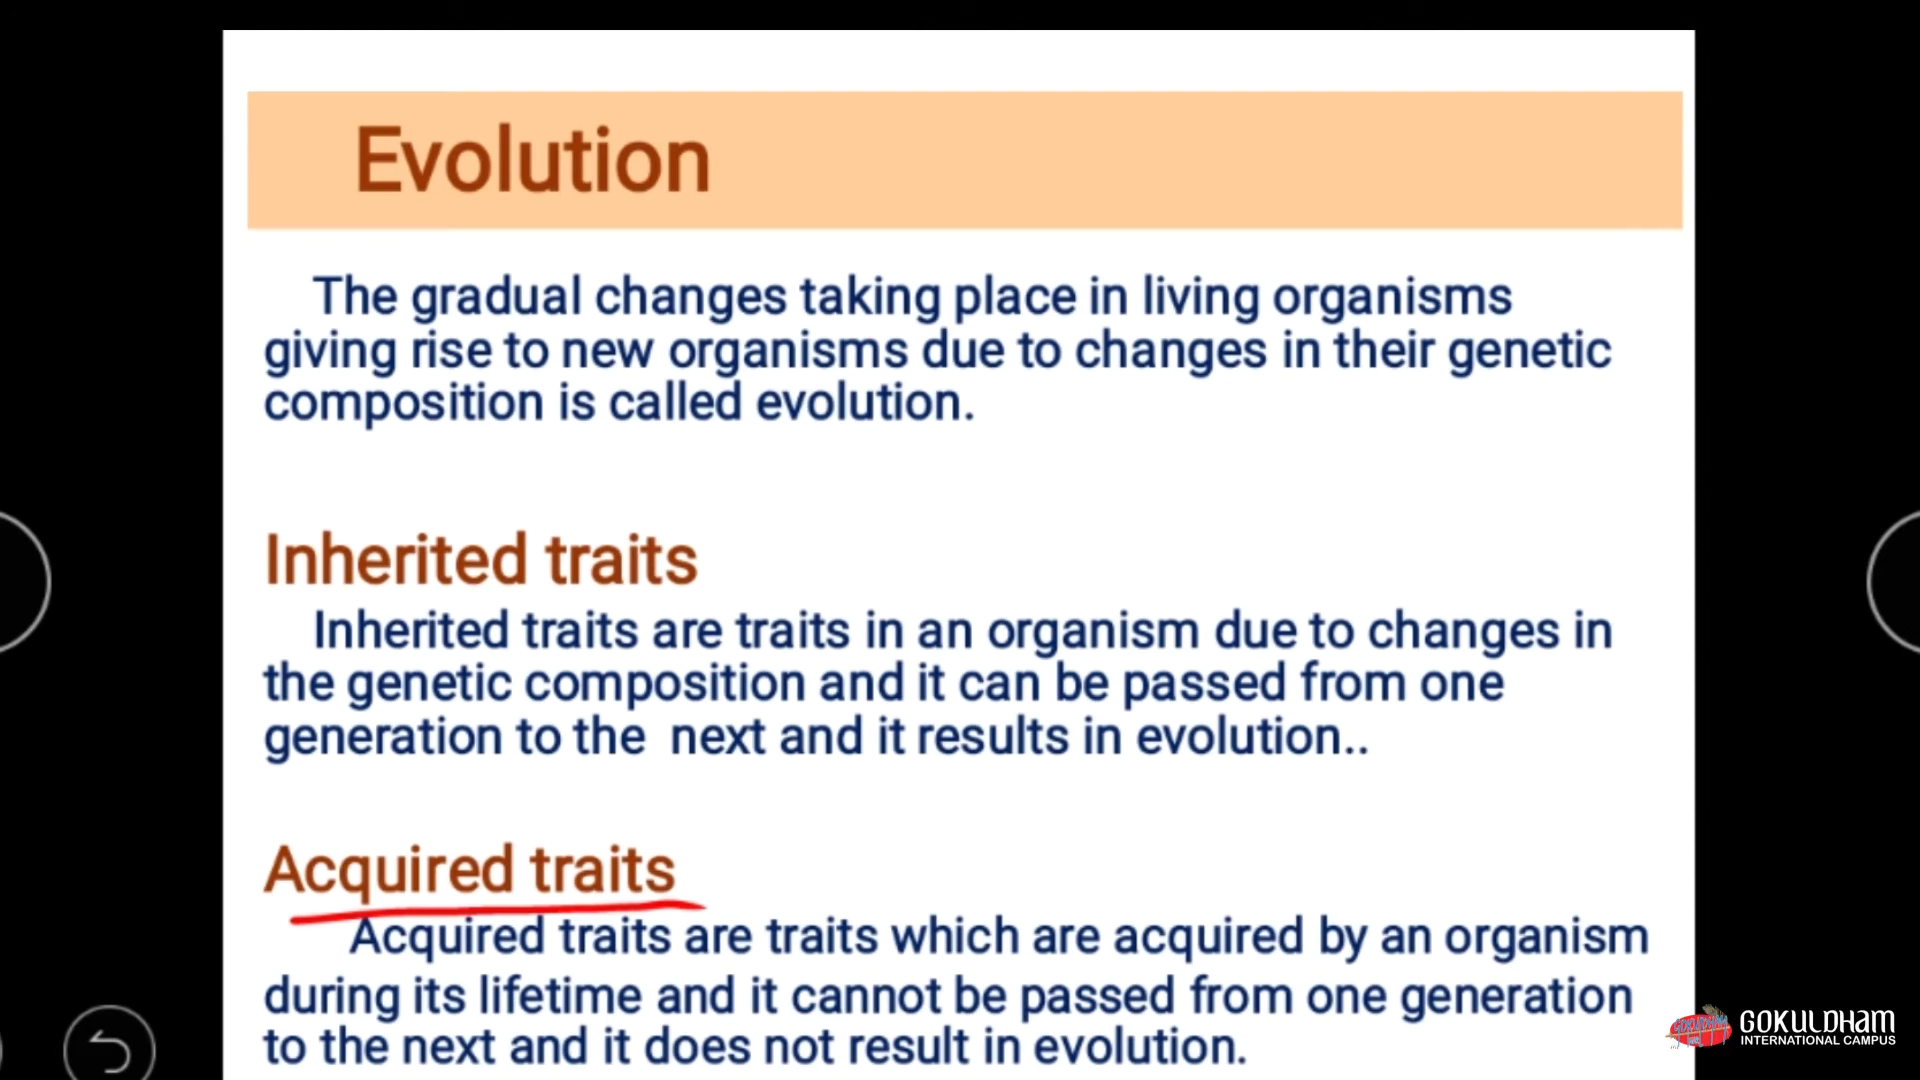 Evolution
The gradual changes taking place in living organisms
giving rise to new organisms due to changes in their genetic
composition is called evolution.
Inherited traits
Inherited traits are traits in an organism due to changes in
the genetic composition and it can be passed from one
generation to the  next and it results in evolution..
Acquired traits
Acquired traits are traits which are acquired by an organism
during its lifetime and it cannot be passed from one generation
to the next and it does not result in evolution.
GOKULDHAM
INTERNATIONAL CAMPUS